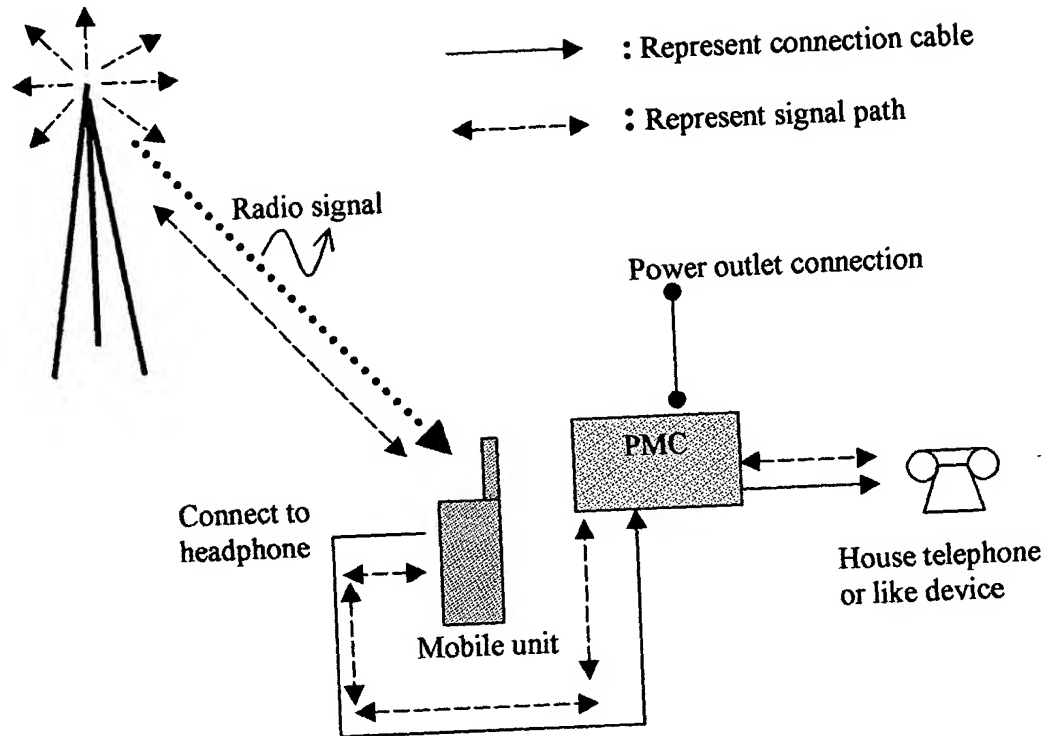 : Represent connection cable
: Represent signal path
Radio signal
Power outlet connection
PMC
Connect to
headphone
House telephone
or like device
Mobile unit